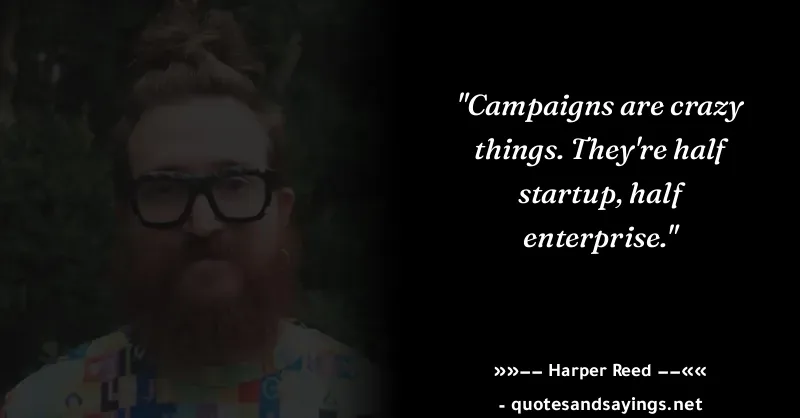 "Campaigns are crazy
things. They're half
startup, half
enterprise."
»»−− Harper Reed −−««
- quotesandsayings.net